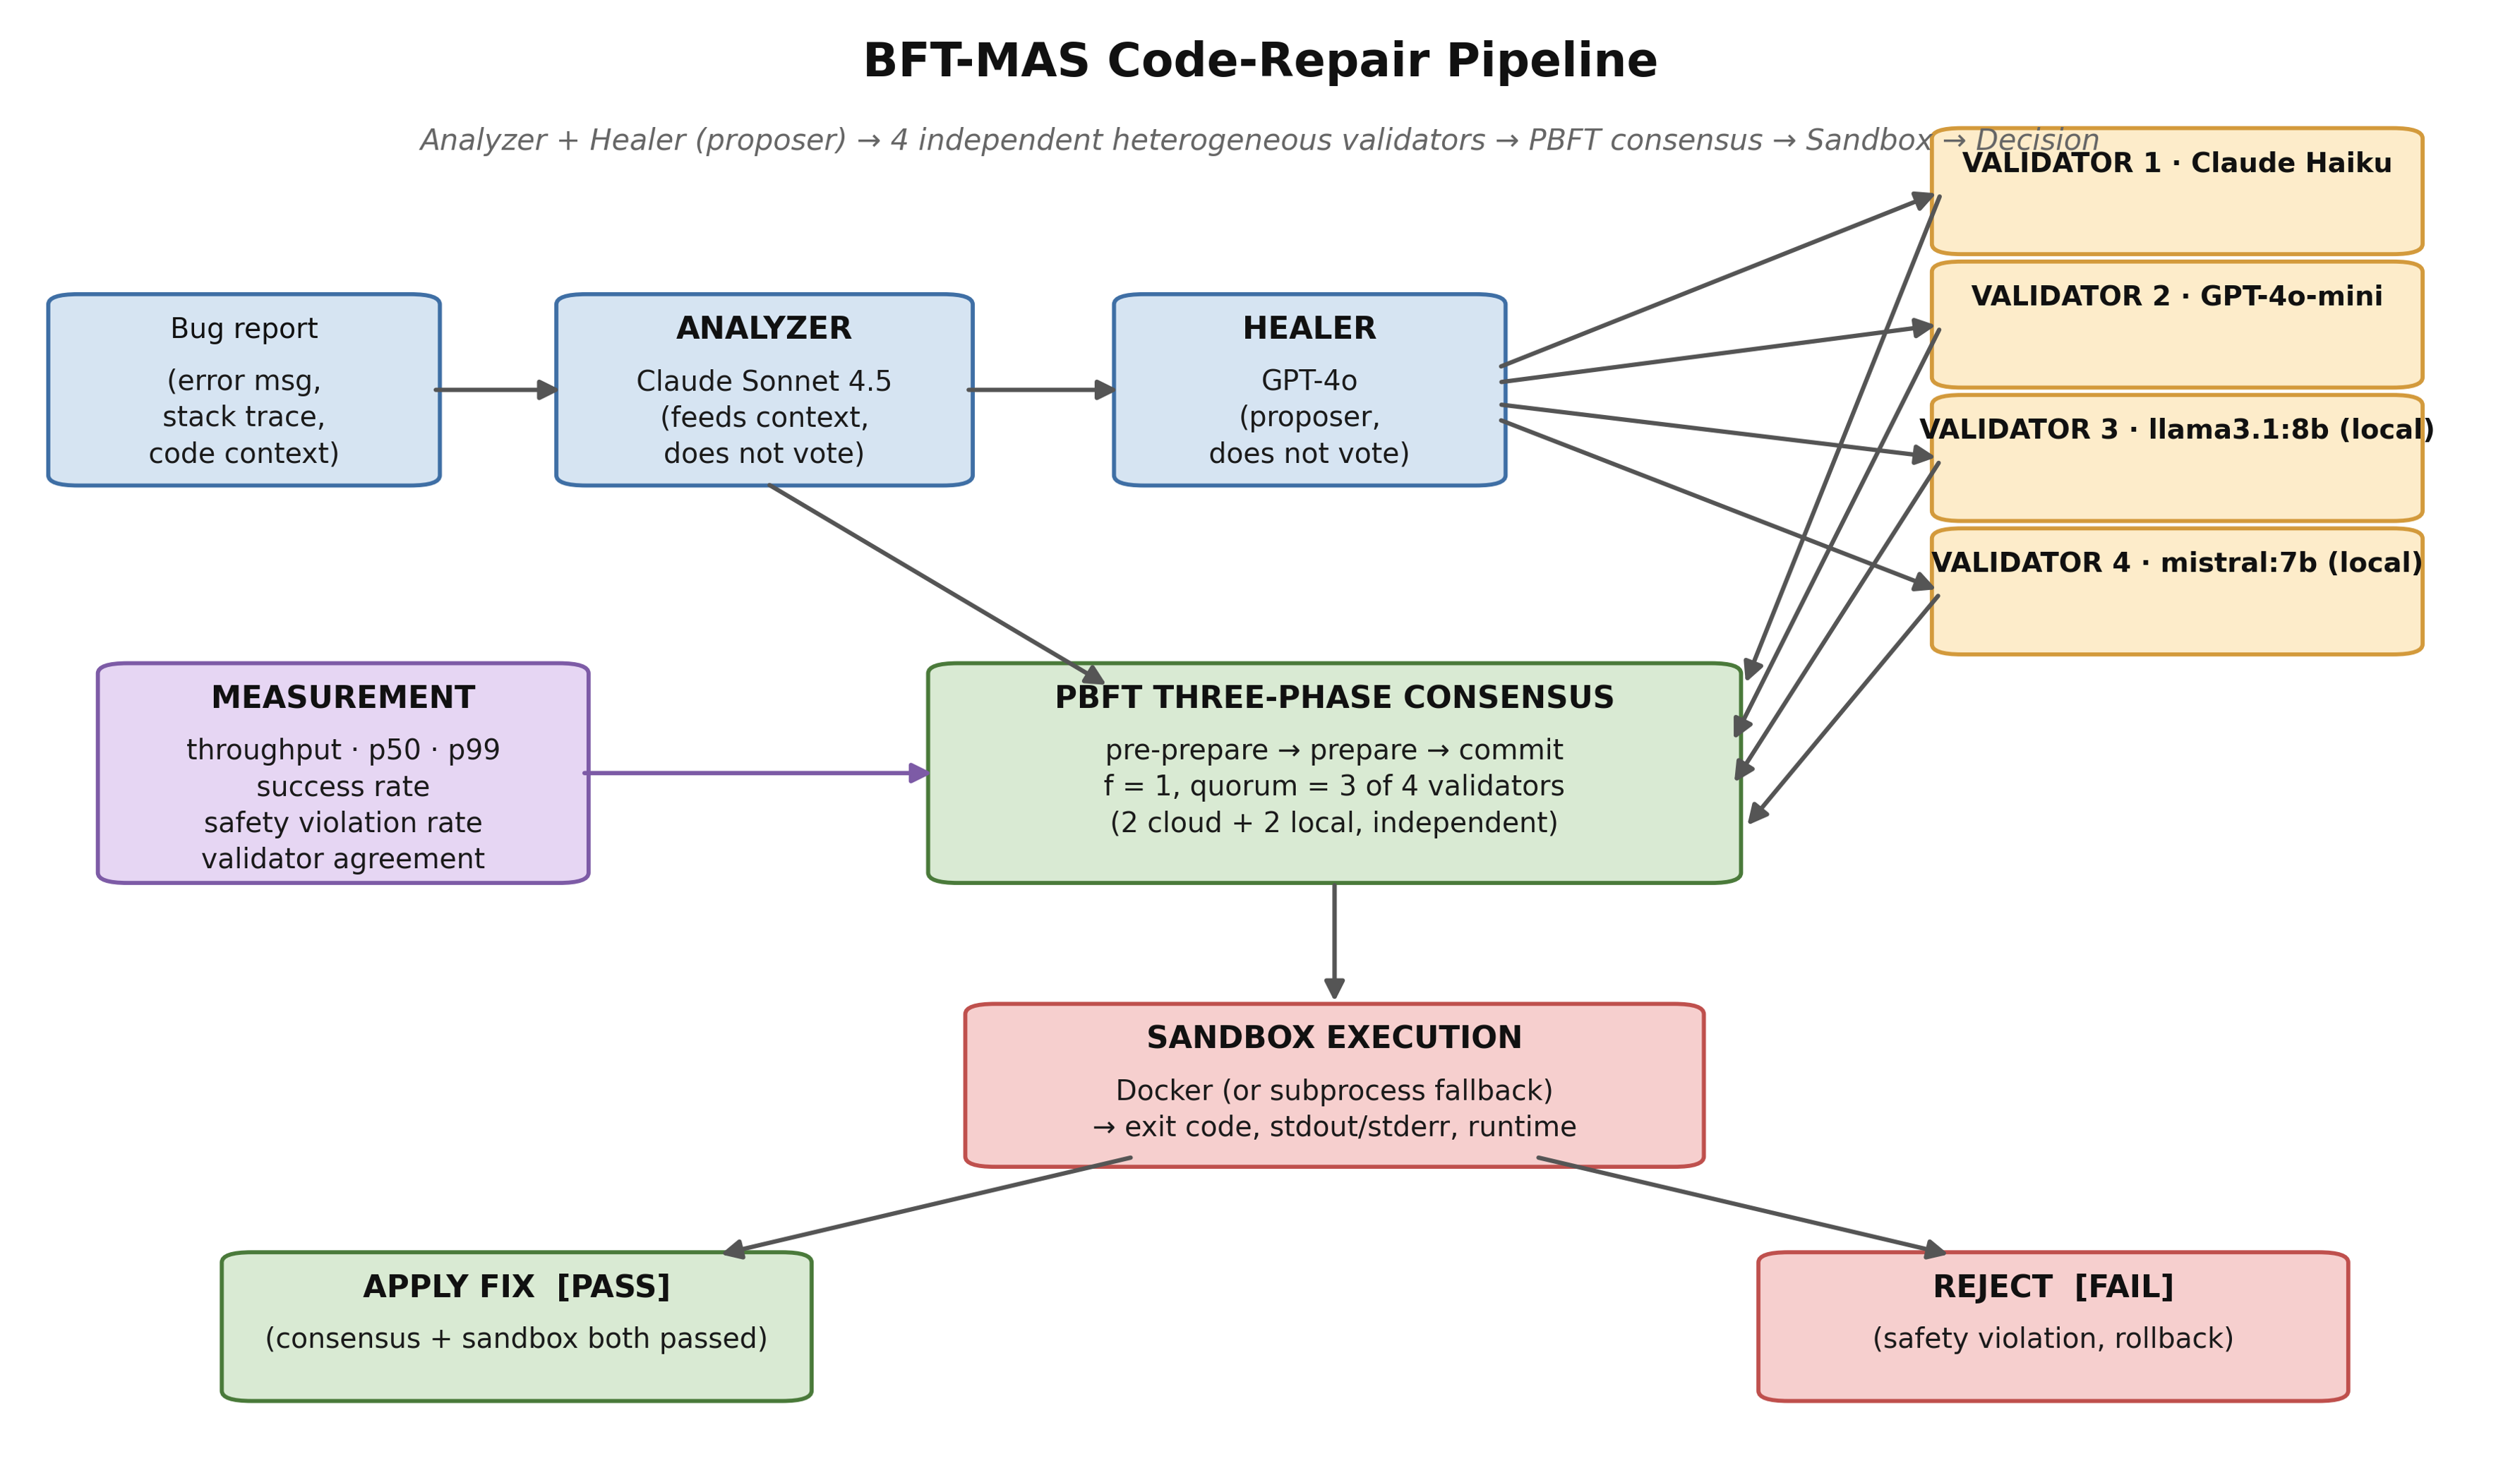 BFT-MAS Code-Repair Pipeline
Analyzer + Healer (proposer) → 4 independent heterogeneous validators → PBFT consensus → Sandbox → Decision
VALIDATOR 1 · Claude Haiku
VALIDATOR 2 · GPT-4o-mini
VALIDATOR 3 · llama3.1:8b (local)
VALIDATOR 4 · mistral:7b (local)
Bug report
(error msg,
stack trace,
code context)
ANALYZER
Claude Sonnet 4.5
(feeds context,
does not vote)
HEALER
GPT-4o
(proposer,
does not vote)
MEASUREMENT
throughput · p50 · p99
success rate
safety violation rate
validator agreement
PBFT THREE-PHASE CONSENSUS
pre-prepare → prepare → commit
f = 1, quorum = 3 of 4 validators
(2 cloud + 2 local, independent)
SANDBOX EXECUTION
Docker (or subprocess fallback)
→ exit code, stdout/stderr, runtime
APPLY FIX  [PASS]
(consensus + sandbox both passed)
REJECT  [FAIL]
(safety violation, rollback)